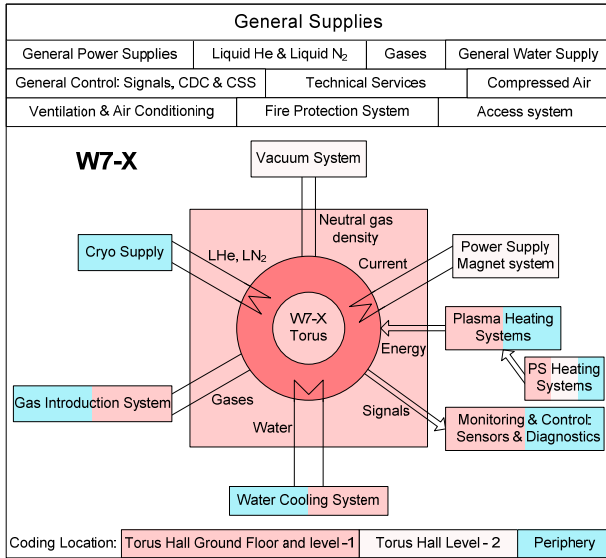 General Supplies
General Power Supplies
Liquid He & Liquid N₂
Gases
General Water Supply
General Control: Signals, CDC & CSS
Technical Services
Compressed Air
Ventilation & Air Conditioning
Fire Protection System
Access system
W7-X
Vacuum System
Neutral gas
density
Cryo Supply
LHe, LN₂
Current
Power Supply
Magnet system
W7-X
Torus
Plasma Heating
Systems
Energy
PS Heating
Systems
Gas Introduction System
Gases
Signals
Monitoring & Control:
Sensors & Diagnostics
Water
Water Cooling System
Coding Location:
Torus Hall Ground Floor and level-1
Torus Hall Level-2
Periphery